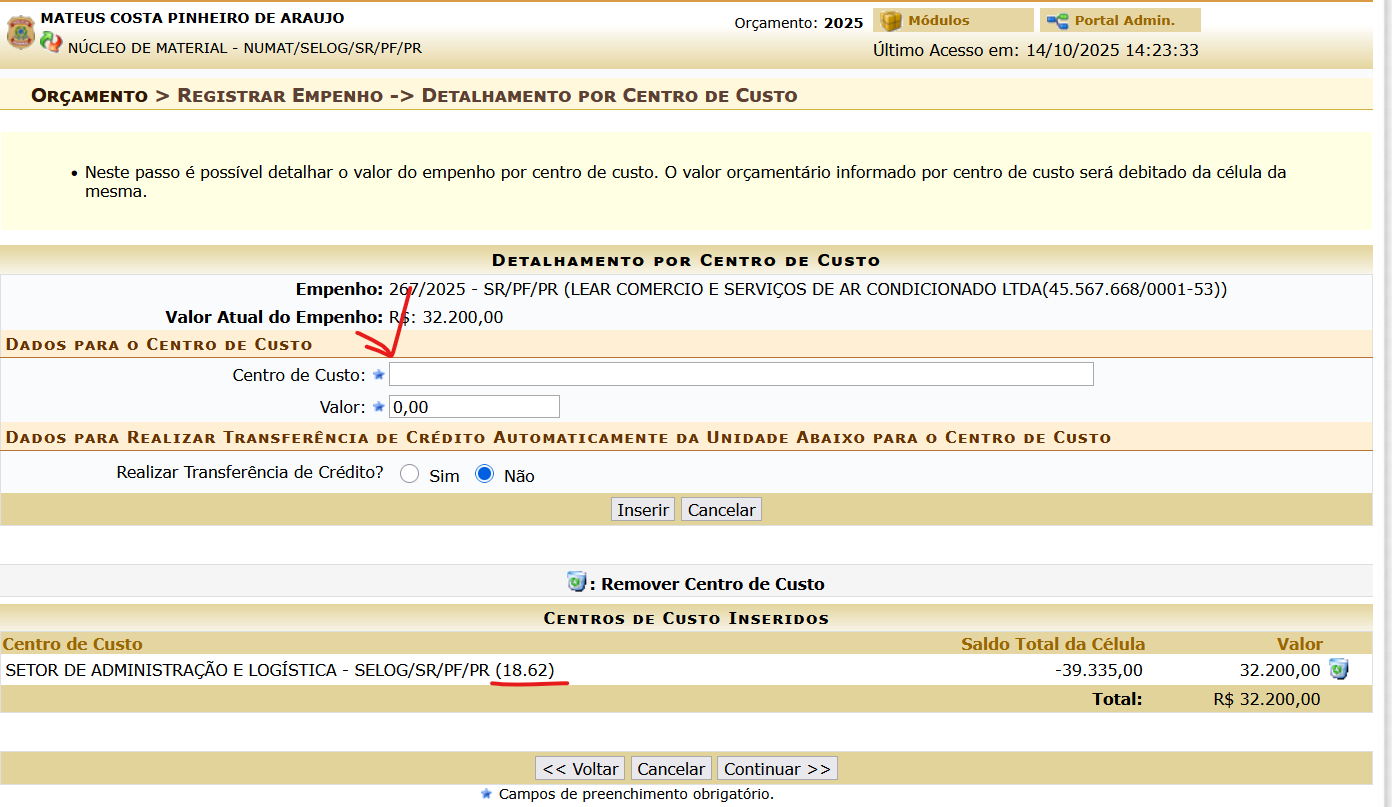 MATEUS COSTA PINHEIRO DE ARAUJO
Orçamento: 2025
Módulos
Portal Admin.
NÚCLEO DE MATERIAL - NUMAT/SELOG/SR/PF/PR
Último Acesso em: 14/10/2025 14:23:33
Orçamento > Registrar Empenho -> Detalhamento por Centro de Custo
• Neste passo é possível detalhar o valor do empenho por centro de custo. O valor orçamentário informado por centro de custo será debitado da célula da
mesma.
Detalhamento por Centro de Custo
Empenho: 267/2025 - SR/PF/PR (LEAR COMERCIO E SERVIÇOS DE AR CONDICIONADO LTDA(45.567.668/0001-53))
Valor Atual do Empenho: R$: 32.200,00
Dados para o Centro de Custo
Centro de Custo:
Valor: 0,00
Dados para Realizar Transferência de Crédito Automaticamente da Unidade Abaixo para o Centro de Custo
Realizar Transferência de Crédito? Sim Não
Inserir Cancelar
: Remover Centro de Custo
Centros de Custo Inseridos
Centro de Custo Saldo Total da Célula Valor
SETOR DE ADMINISTRAÇÃO E LOGÍSTICA - SELOG/SR/PF/PR (18.62) -39.335,00 32.200,00
Total: R$ 32.200,00
<< Voltar Cancelar Continuar >>
Campos de preenchimento obrigatório.